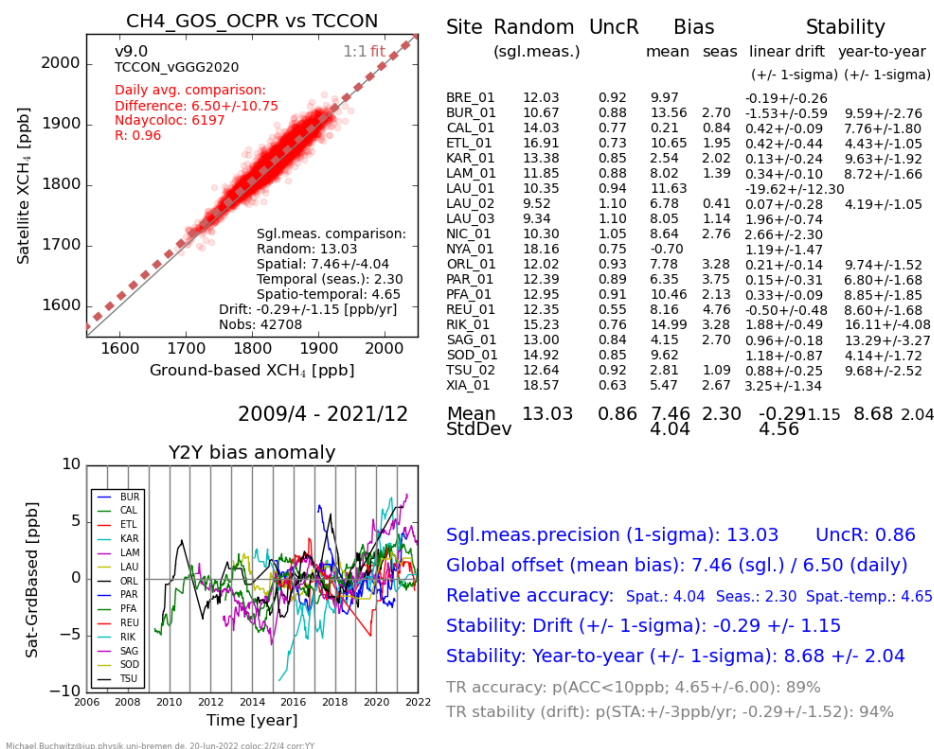 CH4_GOS_OCPR vs TCCON
v9.0
1:1 fit
TCCON_vGGG2020
Daily avg. comparison:
Difference: 6.50+/-10.75
Ndaycoloc: 6197
R: 0.96
Sgl.meas. comparison:
Random: 13.03
Spatial: 7.46+/-4.04
Temporal (seas.): 2.30
Spatio-temporal: 4.65
Drift: -0.29+/-1.15 [ppb/yr]
Nobs: 42708
Satellite XCH₄ [ppb]
2000
1900
1800
1700
1600
1600 1700 1800 1900 2000
Ground-based XCH₄ [ppb]
2009/4 - 2021/12
Site Random UncR Bias Stability
(sgl.meas.) mean seas linear drift year-to-year
(+/- 1-sigma) (+/- 1-sigma)
BRE_01 12.03 0.92 9.97 -0.19+/-0.26
BUR_01 10.67 0.88 13.56 2.70 -1.53+/-0.59 9.59+/-2.76
CAL_01 14.03 0.77 0.21 0.84 0.42+/-0.09 7.76+/-1.80
ETL_01 16.91 0.73 10.65 1.95 0.42+/-0.44 4.43+/-1.05
KAR_01 13.38 0.85 2.54 2.02 0.13+/-0.24 9.63+/-1.92
LAM_01 11.85 0.88 8.02 1.39 0.34+/-0.10 8.72+/-1.66
LAU_01 10.35 0.94 11.63 -19.62+/-12.30
LAU_02 9.52 1.10 6.78 0.41 0.07+/-0.28 4.19+/-1.05
LAU_03 9.34 1.10 8.05 1.14 1.96+/-0.74
NIC_01 10.30 1.05 8.64 2.76 2.66+/-2.30
NYA_01 18.16 0.75 -0.70 1.19+/-1.47
ORL_01 12.02 0.93 7.78 3.28 0.21+/-0.14 9.74+/-1.52
PAR_01 12.39 0.89 6.35 3.75 0.15+/-0.31 6.80+/-1.68
PFA_01 12.95 0.91 10.46 2.13 0.33+/-0.09 8.85+/-1.85
REU_01 12.35 0.55 8.16 4.76 -0.50+/-0.48 8.60+/-1.68
RIK_01 15.23 0.76 14.99 3.28 1.88+/-0.49 16.11+/-4.08
SAG_01 13.00 0.84 4.15 2.70 0.96+/-0.18 13.29+/-3.27
SOD_01 14.92 0.85 9.62 1.18+/-0.87 4.14+/-1.72
TSU_02 12.64 0.92 2.81 1.09 0.88+/-0.25 9.68+/-2.52
XIA_01 18.57 0.63 5.47 2.67 3.25+/-1.34
Mean 13.03 0.86 7.46 2.30 -0.29 1.15 8.68 2.04
StdDev 4.04 4.56
Y2Y bias anomaly
Sat-GrdBased [ppb]
10
5
0
−5
−10
BUR
CAL
ETL
KAR
LAM
LAU
ORL
PAR
PFA
REU
RIK
SAG
SOD
TSU
2006 2008 2010 2012 2014 2016 2018 2020 2022
Time [year]
Sgl.meas.precision (1-sigma): 13.03 UncR: 0.86
Global offset (mean bias): 7.46 (sgl.) / 6.50 (daily)
Relative accuracy: Spat.: 4.04 Seas.: 2.30 Spat.-temp.: 4.65
Stability: Drift (+/- 1-sigma): -0.29 +/- 1.15
Stability: Year-to-year (+/- 1-sigma): 8.68 +/- 2.04
TR accuracy: p(ACC<10ppb; 4.65+/-6.00): 89%
TR stability (drift): p(STA:+/-3ppb/yr; -0.29+/-1.52): 94%
Michael.Buchwitz@iup.physik.uni-bremen.de, 20-Jun-2022 coloc:2/2/4 corr:YY